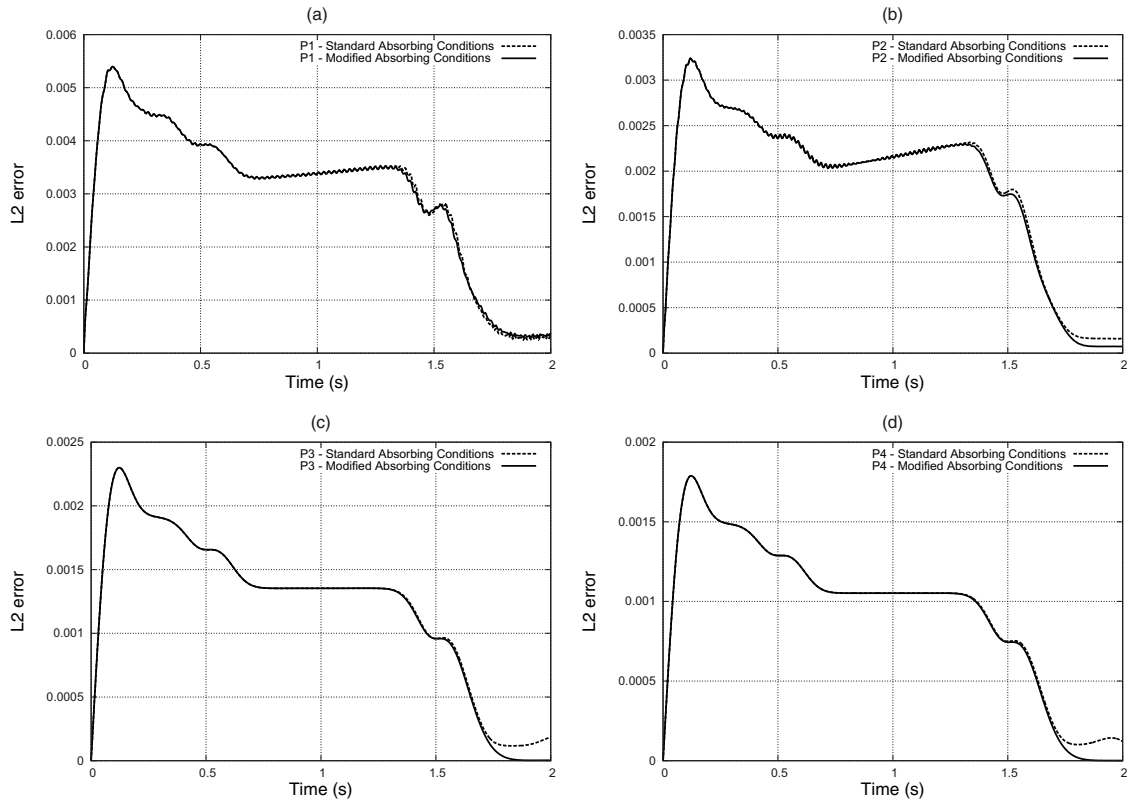 (a)
P1 - Standard Absorbing Conditions
P1 - Modified Absorbing Conditions
0.006
0.005
0.004
0.003
0.002
0.001
0
L2 error
0 0.5 1 1.5 2
Time (s)
(b)
P2 - Standard Absorbing Conditions
P2 - Modified Absorbing Conditions
0.0035
0.003
0.0025
0.002
0.0015
0.001
0.0005
0
L2 error
0 0.5 1 1.5 2
Time (s)
(c)
P3 - Standard Absorbing Conditions
P3 - Modified Absorbing Conditions
0.0025
0.002
0.0015
0.001
0.0005
0
L2 error
0 0.5 1 1.5 2
Time (s)
(d)
P4 - Standard Absorbing Conditions
P4 - Modified Absorbing Conditions
0.002
0.0015
0.001
0.0005
0
L2 error
0 0.5 1 1.5 2
Time (s)